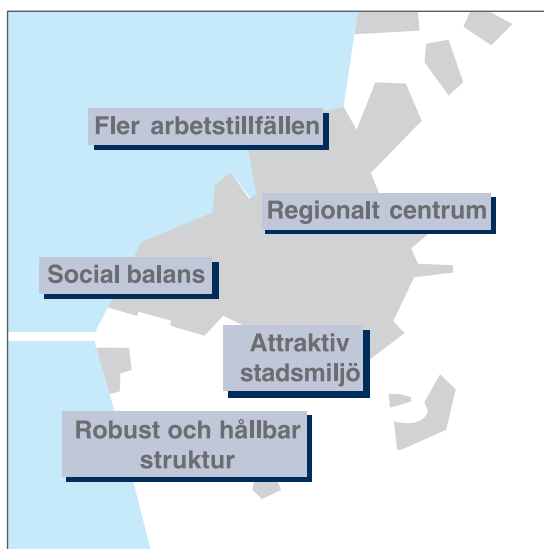 Fler arbetstillfällen
Regionalt centrum
Social balans
Attraktiv
stadsmiljö
Robust och hållbar
struktur